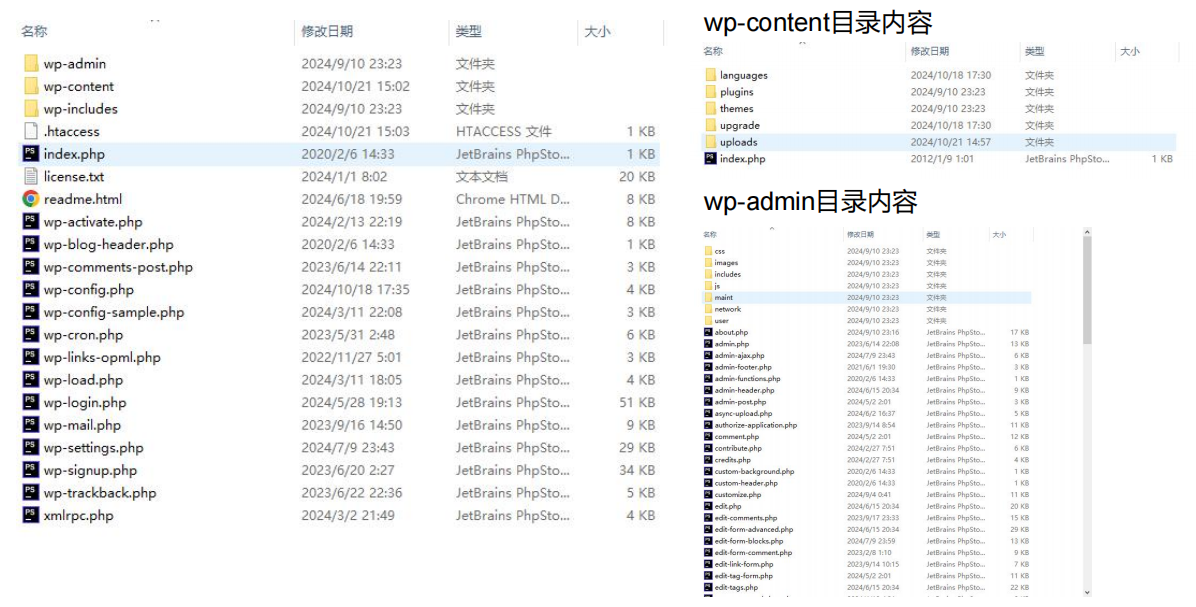 名称 修改日期 类型 大小
wp-admin 2024/9/10 23:23 文件夹
wp-content 2024/10/21 15:02 文件夹
wp-includes 2024/9/10 23:23 文件夹
.htaccess 2024/10/21 15:03 HTACCESS 文件 1 KB
index.php 2020/2/6 14:33 JetBrains PhpSto... 1 KB
license.txt 2024/1/1 8:02 文本文档 20 KB
readme.html 2024/6/18 19:59 Chrome HTML D... 8 KB
wp-activate.php 2024/2/13 22:19 JetBrains PhpSto... 8 KB
wp-blog-header.php 2020/2/6 14:33 JetBrains PhpSto... 1 KB
wp-comments-post.php 2023/6/14 22:11 JetBrains PhpSto... 3 KB
wp-config.php 2024/10/18 17:35 JetBrains PhpSto... 4 KB
wp-config-sample.php 2024/3/11 22:08 JetBrains PhpSto... 3 KB
wp-cron.php 2023/5/31 2:48 JetBrains PhpSto... 6 KB
wp-links-opml.php 2022/11/27 5:01 JetBrains PhpSto... 3 KB
wp-load.php 2024/3/11 18:05 JetBrains PhpSto... 4 KB
wp-login.php 2024/5/28 19:13 JetBrains PhpSto... 51 KB
wp-mail.php 2023/9/16 14:50 JetBrains PhpSto... 9 KB
wp-settings.php 2024/7/9 23:43 JetBrains PhpSto... 29 KB
wp-signup.php 2023/6/20 2:27 JetBrains PhpSto... 34 KB
wp-trackback.php 2023/6/22 22:36 JetBrains PhpSto... 5 KB
xmlrpc.php 2024/3/2 21:49 JetBrains PhpSto... 4 KB
wp-content目录内容
名称 修改日期 类型 大小
languages 2024/10/18 17:30 文件夹
plugins 2024/9/10 23:23 文件夹
themes 2024/9/10 23:23 文件夹
upgrade 2024/10/18 17:30 文件夹
uploads 2024/10/21 14:57 文件夹
index.php 2012/1/9 1:01 JetBrains PhpSto... 1 KB
wp-admin目录内容
名称 修改日期 类型 大小
css 2024/9/10 23:23 文件夹
images 2024/9/10 23:23 文件夹
includes 2024/9/10 23:23 文件夹
js 2024/9/10 23:23 文件夹
maint 2024/9/10 23:23 文件夹
network 2024/9/10 23:23 文件夹
user 2024/9/10 23:23 文件夹
about.php 2024/9/10 23:16 JetBrains PhpSto... 17 KB
admin.php 2023/6/14 22:08 JetBrains PhpSto... 13 KB
admin-ajax.php 2024/7/9 23:43 JetBrains PhpSto... 6 KB
admin-footer.php 2021/6/1 19:30 JetBrains PhpSto... 3 KB
admin-functions.php 2020/2/6 14:33 JetBrains PhpSto... 1 KB
admin-header.php 2024/6/15 20:34 JetBrains PhpSto... 9 KB
admin-post.php 2024/5/2 2:01 JetBrains PhpSto... 3 KB
async-upload.php 2024/6/2 16:37 JetBrains PhpSto... 5 KB
authorize-application.php 2023/9/14 8:54 JetBrains PhpSto... 11 KB
comment.php 2024/5/2 2:01 JetBrains PhpSto... 12 KB
contribute.php 2024/2/27 7:51 JetBrains PhpSto... 6 KB
credits.php 2024/2/27 7:51 JetBrains PhpSto... 4 KB
custom-background.php 2020/2/6 14:33 JetBrains PhpSto... 1 KB
custom-header.php 2020/2/6 14:33 JetBrains PhpSto... 1 KB
customize.php 2024/9/4 0:41 JetBrains PhpSto... 11 KB
edit.php 2024/6/15 20:34 JetBrains PhpSto... 20 KB
edit-comments.php 2023/9/17 23:33 JetBrains PhpSto... 15 KB
edit-form-advanced.php 2024/6/15 20:34 JetBrains PhpSto... 29 KB
edit-form-blocks.php 2024/7/9 23:59 JetBrains PhpSto... 13 KB
edit-form-comment.php 2023/2/8 1:10 JetBrains PhpSto... 9 KB
edit-link-form.php 2023/9/14 10:15 JetBrains PhpSto... 7 KB
edit-tag-form.php 2024/5/2 2:01 JetBrains PhpSto... 11 KB
edit-tags.php 2024/6/15 20:34 JetBrains PhpSto... 22 KB